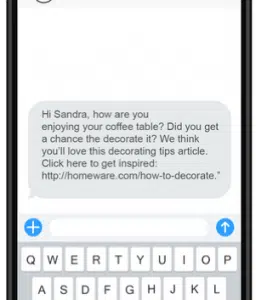 Hi Sandra, how are you
enjoying your coffee table? Did you get
a chance the decorate it? We think
you'll love this decorating tips article.
Click here to get inspired:
http://homeware.com/how-to-decorate."
Q W E R T Y U I O P
A S D F G H J K L